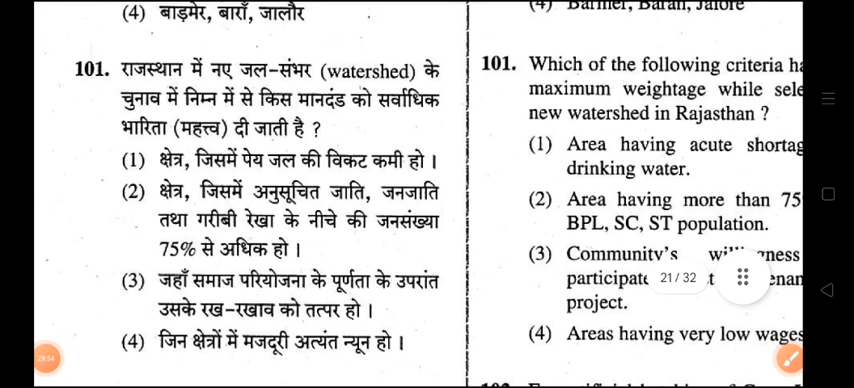 (4) बाड़मेर, बाराँ, जालौर
101. राजस्थान में नए जल-संभर (watershed) के
चुनाव में निम्न में से किस मानदंड को सर्वाधिक
भारिता (महत्त्व) दी जाती है ?
(1) क्षेत्र, जिसमें पेय जल की विकट कमी हो ।
(2) क्षेत्र, जिसमें अनुसूचित जाति, जनजाति
तथा गरीबी रेखा के नीचे की जनसंख्या
75% से अधिक हो ।
(3) जहाँ समाज परियोजना के पूर्णता के उपरांत
उसके रख-रखाव को तत्पर हो ।
(4) जिन क्षेत्रों में मजदूरी अत्यंत न्यून हो ।
(4) Barmer, Baran, Jalore
101. Which of the following criteria
maximum weightage while
new watershed in Rajasthan ?
(1) Area having acute
drinking water.
(2) Area having more than 75
BPL, SC, ST population.
(3) Community's
project.
(4) Areas having very low wages
21 / 32
29:34